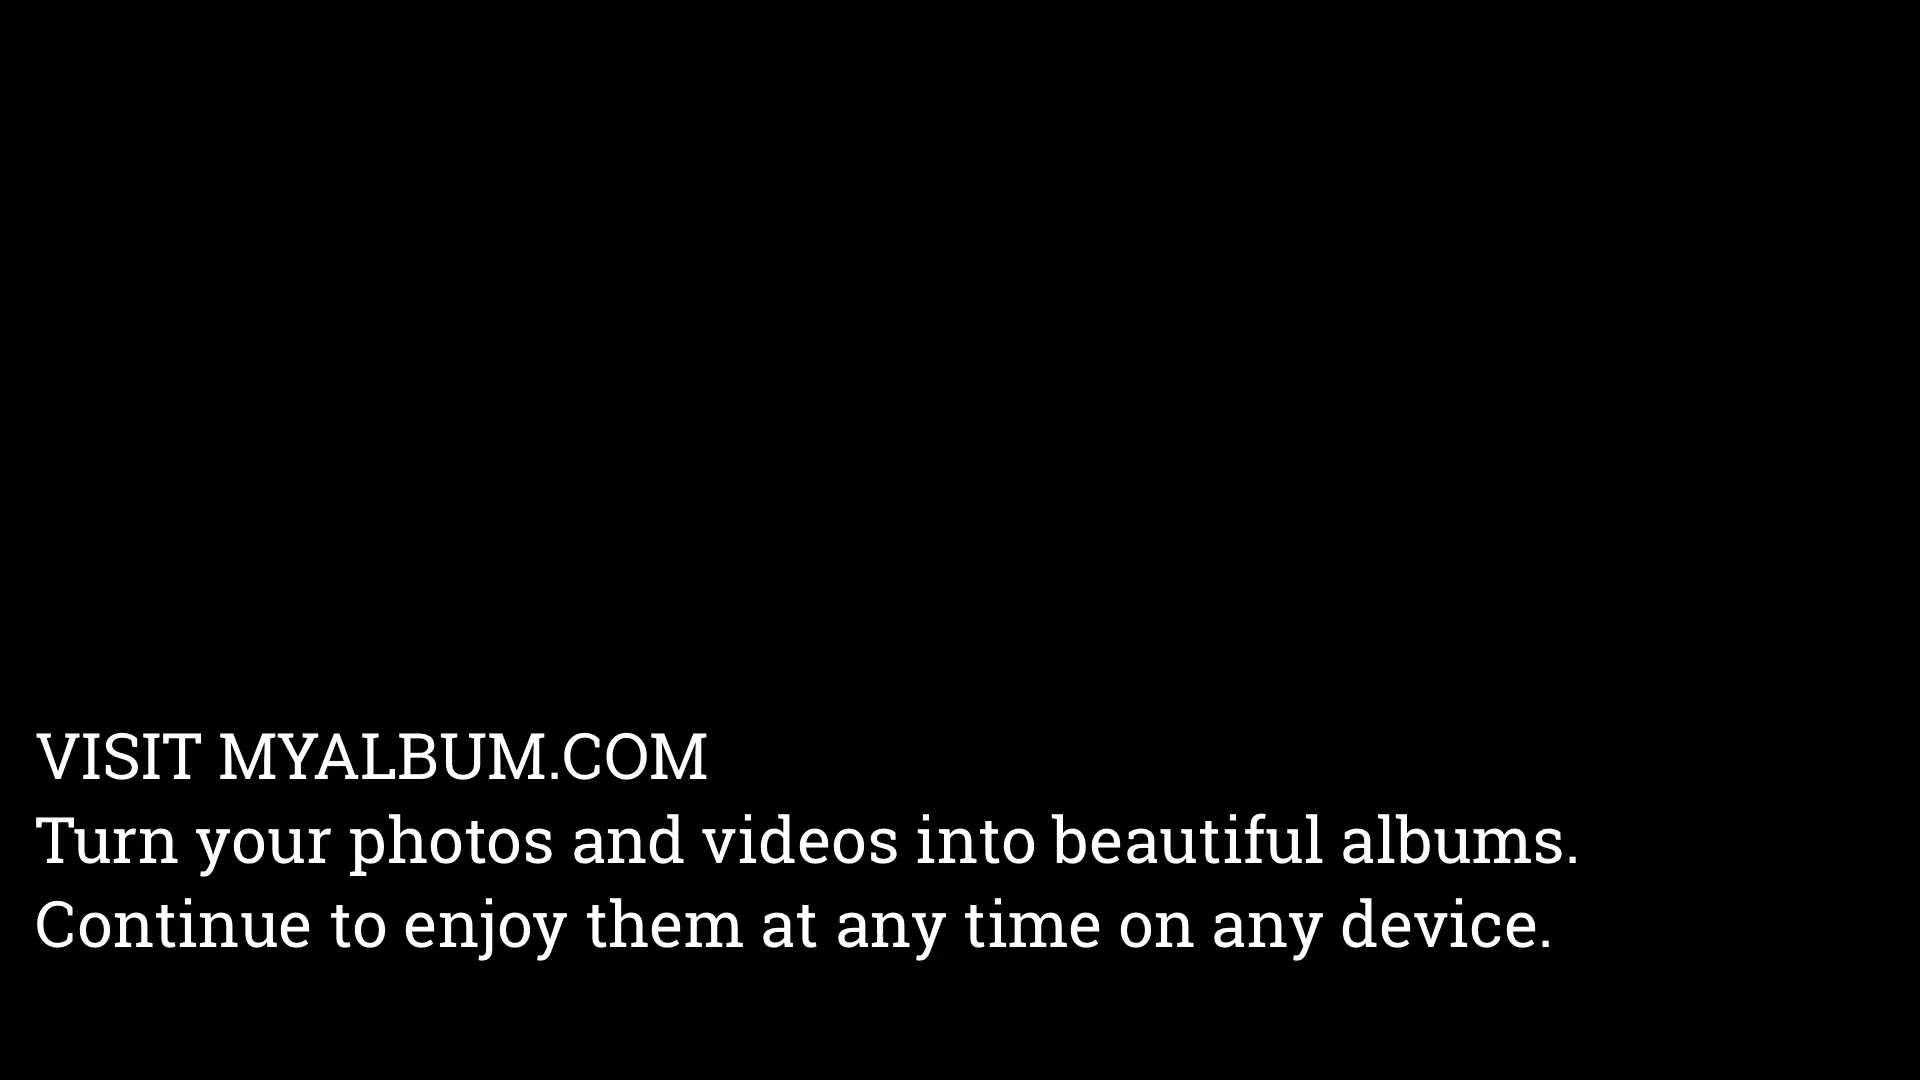 VISIT MYALBUM.COM
Turn your photos and videos into beautiful albums.
Continue to enjoy them at any time on any device.